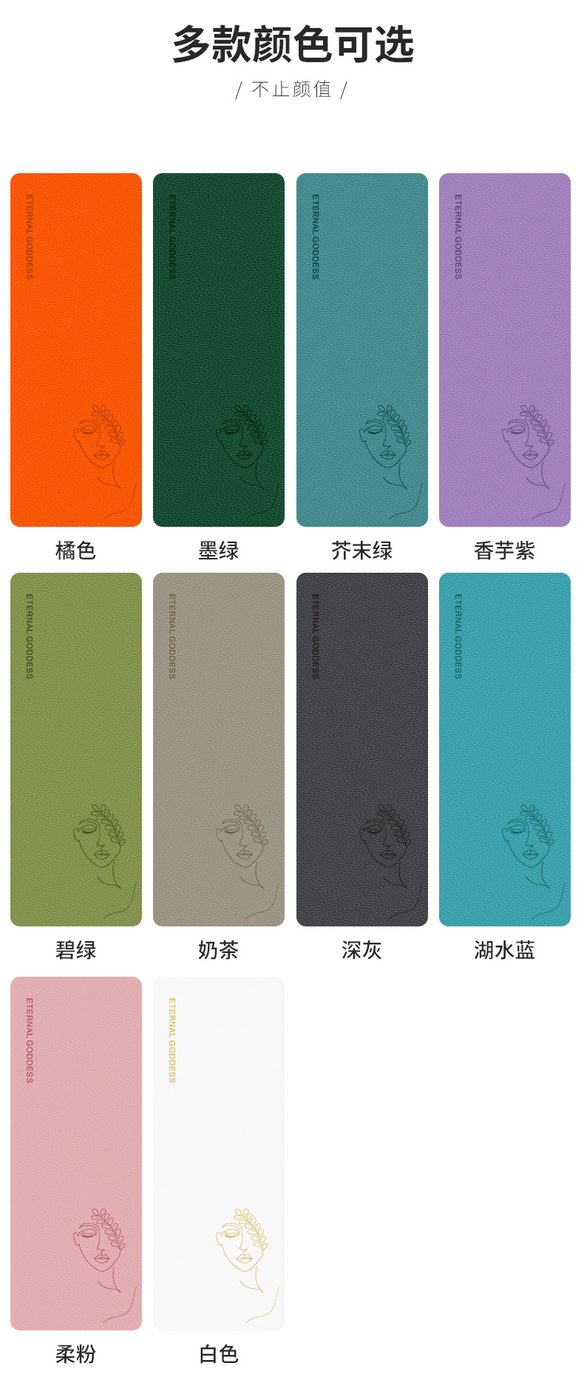 多款颜色可选
/ 不止颜值 /
ETERNAL GODDESS
ETERNAL GODDESS
ETERNAL GODDESS
ETERNAL GODDESS
橘色
墨绿
芥末绿
香芋紫
ETERNAL GODDESS
ETERNAL GODDESS
ETERNAL GODDESS
ETERNAL GODDESS
碧绿
奶茶
深灰
湖水蓝
ETERNAL GODDESS
ETERNAL GODDESS
柔粉
白色